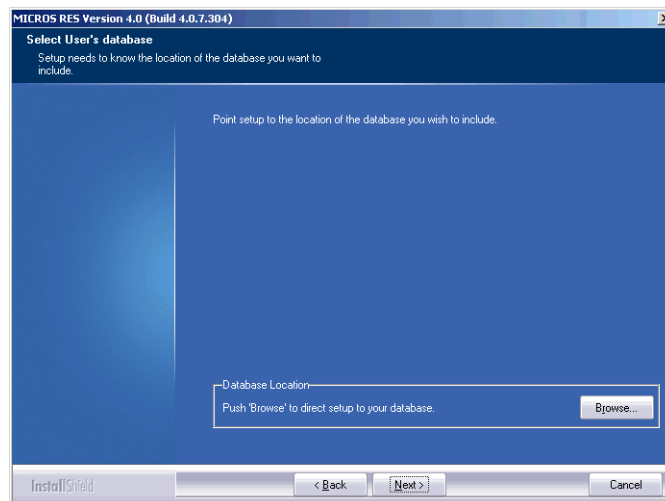 MICROS RES Version 4.0 (Build 4.0.7.304)
Select User's database
Setup needs to know the location of the database you want to
include.
Point setup to the location of the database you wish to include.
Database Location
Push 'Browse' to direct setup to your database.
Browse...
InstallShield
< Back
Next >
Cancel